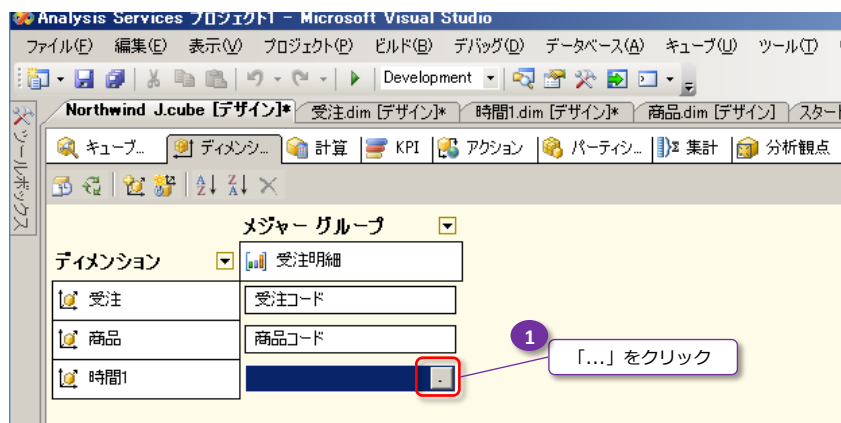 Analysis Services プロジェクト1 - Microsoft Visual Studio
ファイル(F) 編集(E) 表示(V) プロジェクト(P) ビルド(B) デバッグ(D) データベース(A) キューブ(U) ツール(T)
Development
Northwind J.cube [デザイン]* 受注.dim [デザイン]* 時間1.dim [デザイン]* 商品.dim [デザイン] スタート
ツールボックス
キューブ... ディメンシ... 計算 KPI アクション パーティシ... 集計 分析観点
メジャー グループ
ディメンション 受注明細
受注 受注コード
商品 商品コード
時間1 .
1
「...」をクリック